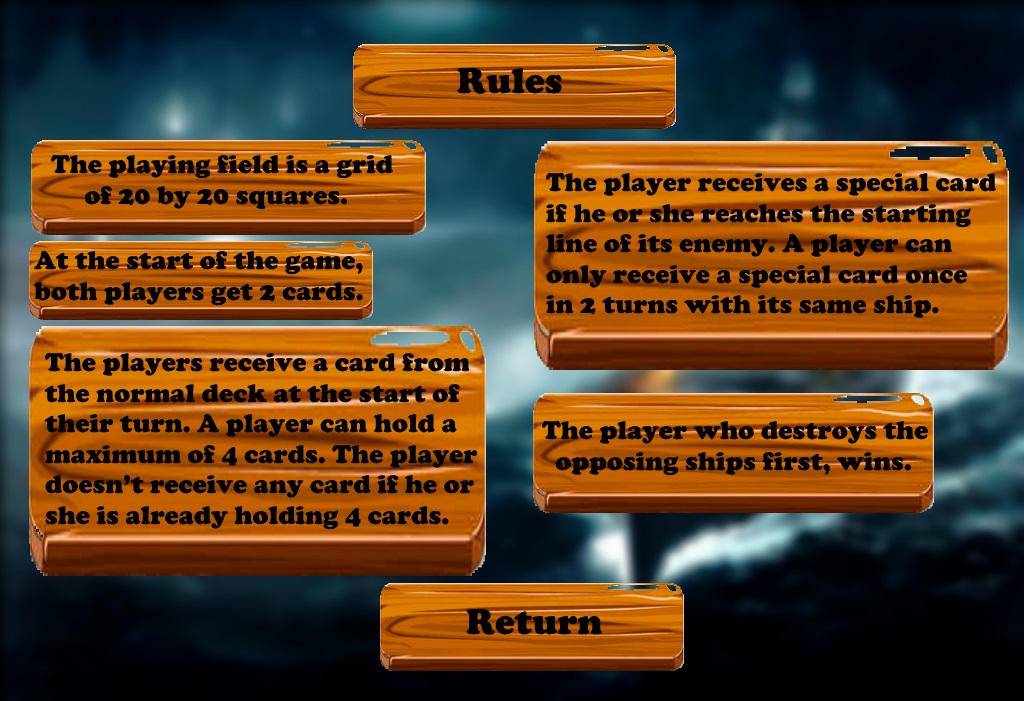 Rules
The playing field is a grid
of 20 by 20 squares.
At the start of the game,
both players get 2 cards.
The players receive a card from
the normal deck at the start of
their turn. A player can hold a
maximum of 4 cards. The player
doesn't receive any card if he or
she is already holding 4 cards.
The player receives a special card
if he or she reaches the starting
line of its enemy. A player can
only receive a special card once
in 2 turns with its same ship.
The player who destroys the
opposing ships first, wins.
Return